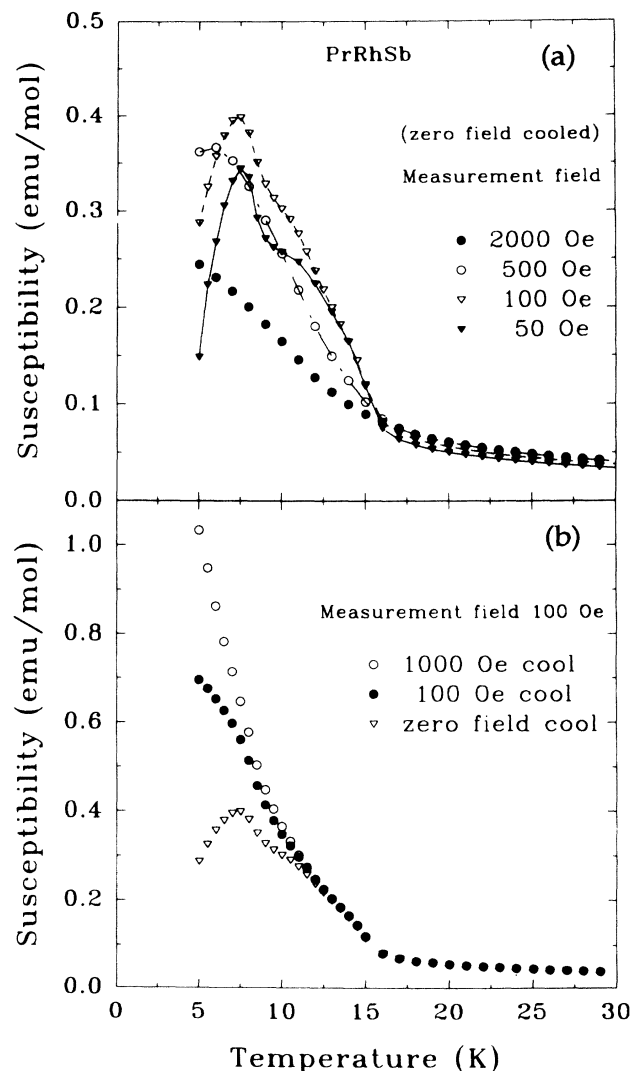 0.5
PrRhSb
(a)
0.4
(zero field cooled)
0.3
Measurement field
2000 Oe
0.2
500 Oe
100 Oe
0.1
50 Oe
0.0
Susceptibility (emu/mol)
1.0
(b)
Measurement field 100 Oe
0.8
1000 Oe cool
100 Oe cool
0.6
zero field cool
0.4
0.2
0.0
Susceptibility (emu/mol)
0 5 10 15 20 25 30
Temperature (K)